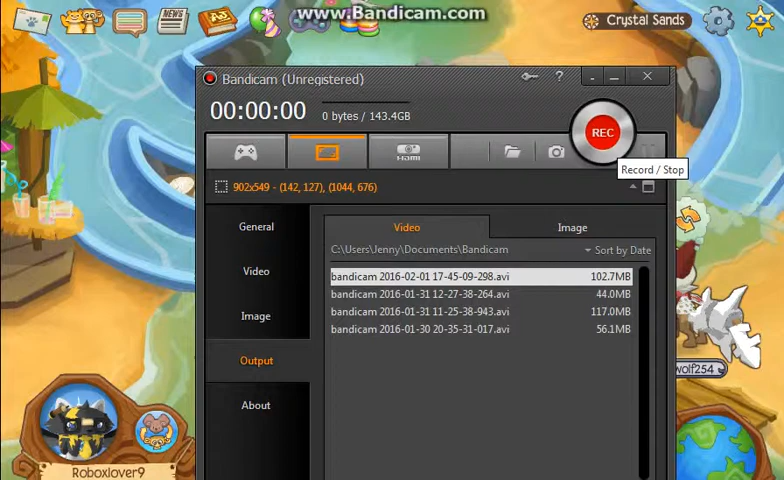 www.Bandicam.com
NEWS
Crystal Sands
Bandicam (Unregistered)
?
00:00:00
0 bytes / 143.4GB
REC
HDMI
Record / Stop
902x549 - (142, 127), (1044, 676)
General
Video
Image
Video
C:\Users\Jenny\Documents\Bandicam
Sort by Date
bandicam 2016-02-01 17-45-09-298.avi
102.7MB
bandicam 2016-01-31 12-27-38-264.avi
44.0MB
Image
bandicam 2016-01-31 11-25-38-943.avi
117.0MB
bandicam 2016-01-30 20-35-31-017.avi
56.1MB
Output
wolf254
About
Roboxlover9